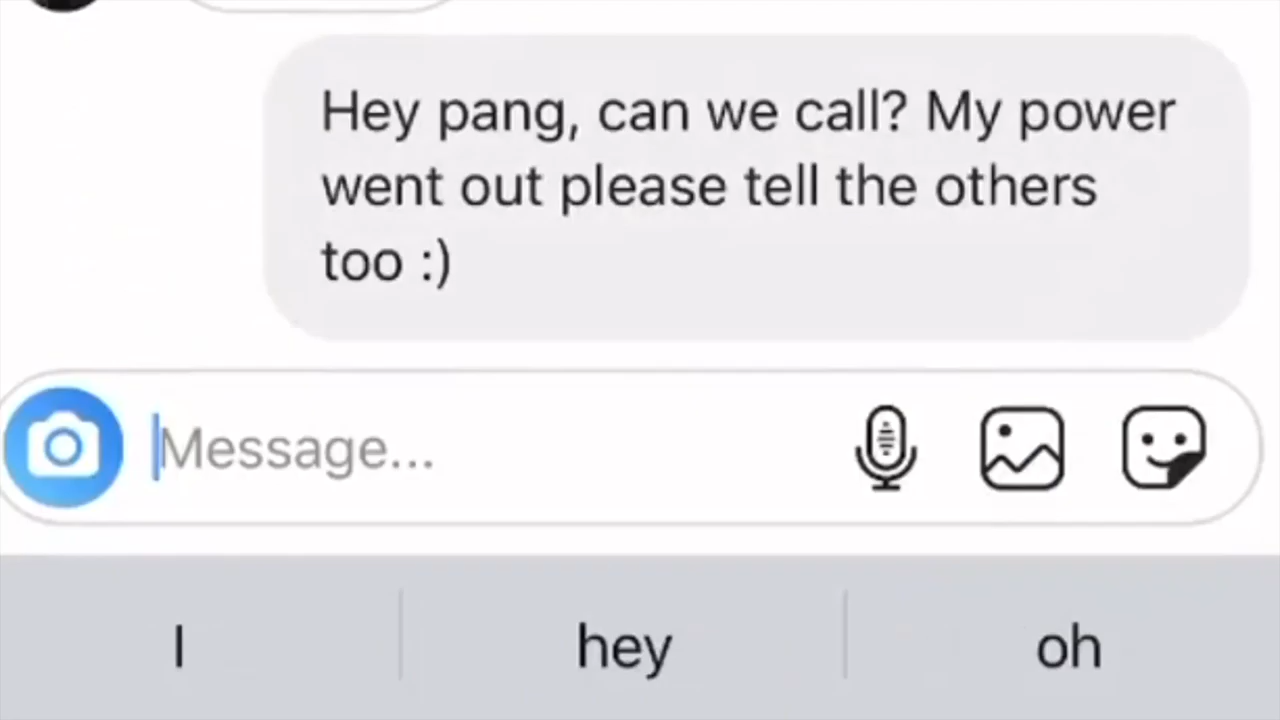 Hey pang, can we call? My power
went out please tell the others
too :)
Message...
I
hey
oh